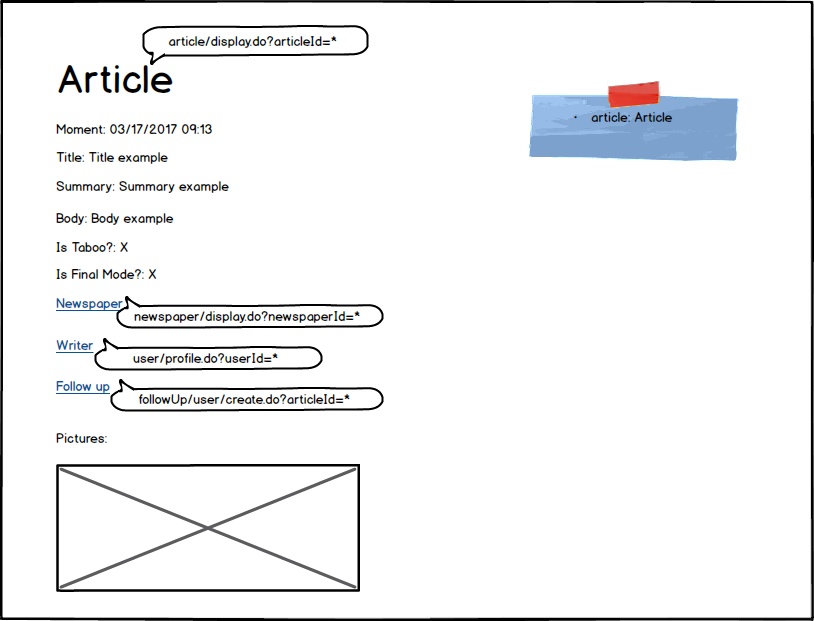 article/display.do?articleId=*
Article
• article: Article
Moment: 03/17/2017 09:13
Title: Title example
Summary: Summary example
Body: Body example
Is Taboo?: X
Is Final Mode?: X
Newspaper
newspaper/display.do?newspaperId=*
Writer
user/profile.do?userId=*
Follow up
followUp/user/create.do?articleId=*
Pictures: